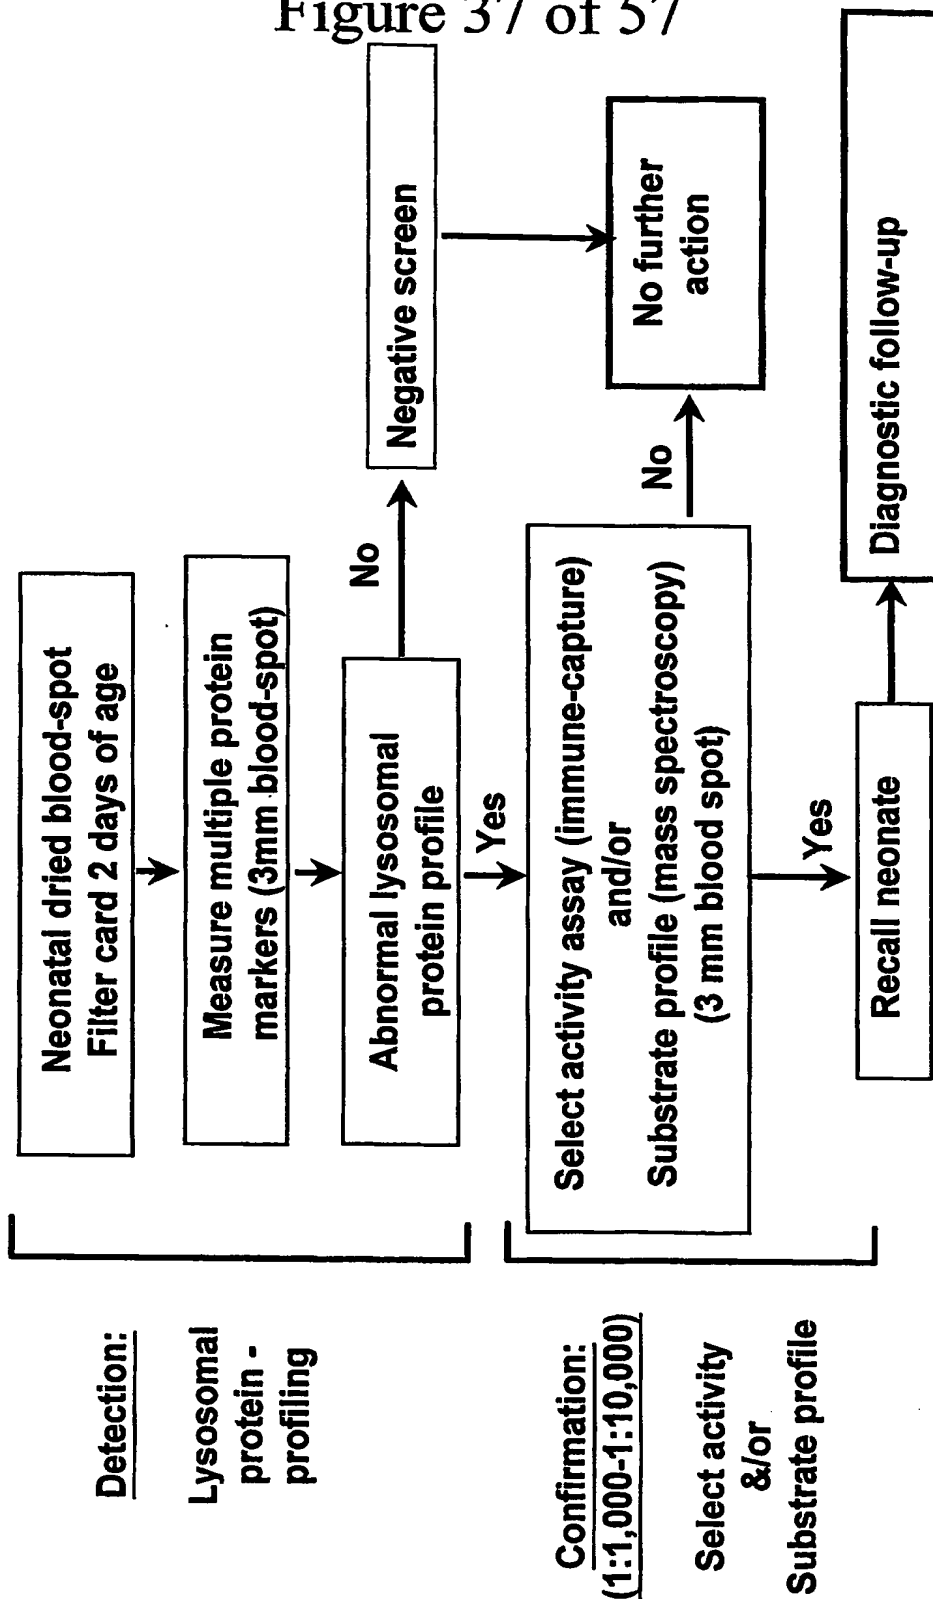 Figure 37 of 57
Detection:
Lysosomal
protein -
profiling
Neonatal dried blood-spot
Filter card 2 days of age
Measure multiple protein
markers (3mm blood-spot)
Abnormal lysosomal
protein profile
No
Negative screen
Yes
Confirmation:
(1:1,000-1:10,000)
Select activity
&/or
Substrate profile
Select activity assay (immune-capture)
and/or
Substrate profile (mass spectroscopy)
(3 mm blood spot)
No
No further
action
Yes
Recall neonate
Diagnostic follow-up